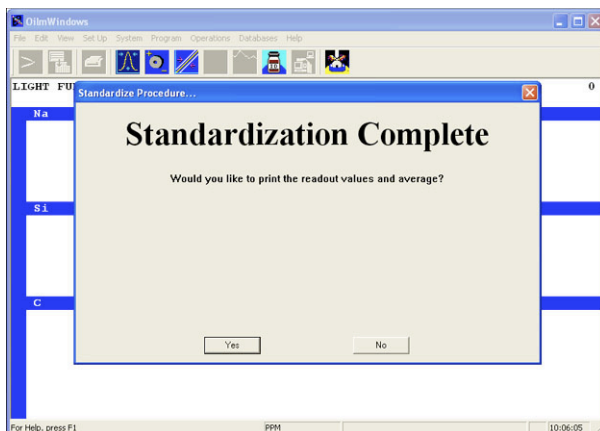 OilmWindows
File Edit View Set Up System Program Operations Databases Help
LIGHT FU 0
Standardize Procedure...
Standardization Complete
Would you like to print the readout values and average?
Na
Si
C
Yes No
For Help, press F1 PPM 10:06:05